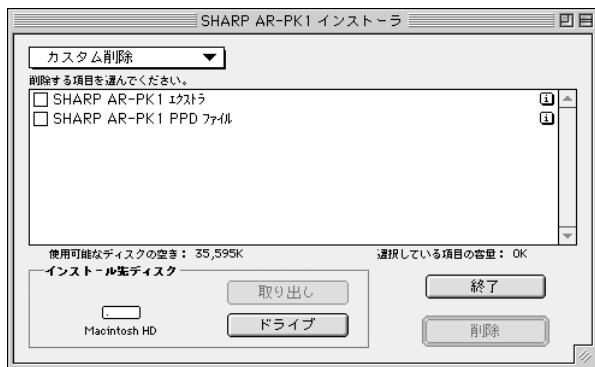 SHARP AR-PK1 インストーラ
カスタム削除
削除する項目を選んでください。
SHARP AR-PK1 ｴｸｽﾄﾗ
SHARP AR-PK1 PPD ﾌｧｲﾙ
使用可能なディスクの空き： 35,595K
選択している項目の容量： 0K
インストール先ディスク
取り出し
終了
Macintosh HD
ドライブ
削除